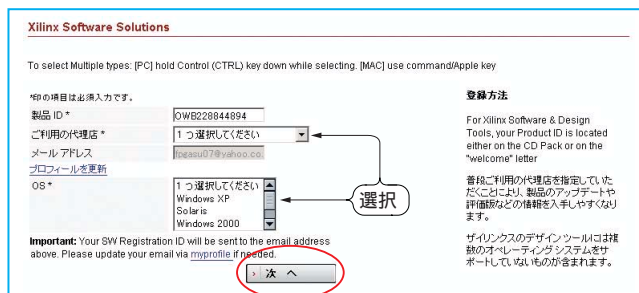 Xilinx Software Solutions
To select Multiple types: [PC] hold Control (CTRL) key down while selecting. [MAC] use command/Apple key
*印の項目は必須入力です。
製品 ID *
OWB228844894
ご利用の代理店 *
1 つ選択してください
メール アドレス
fpgasu07@yahoo.co.
プロフィールを更新
OS *
1 つ選択してください
Windows XP
Solaris
Windows 2000
選択
Important: Your SW Registration ID will be sent to the email address
above. Please update your email via myprofile if needed.
次 へ
登録方法
For Xilinx Software & Design
Tools, your Product ID is located
either on the CD Pack or on the
"welcome" letter
普段ご利用の代理店を指定していた
だくことにより、製品のアップデートや
評価版などの情報を入手しやすくなり
ます。
ザイリンクスのデザイン ツールには複
数のオペレーティング システムをサ
ポートしていないものが含まれます。